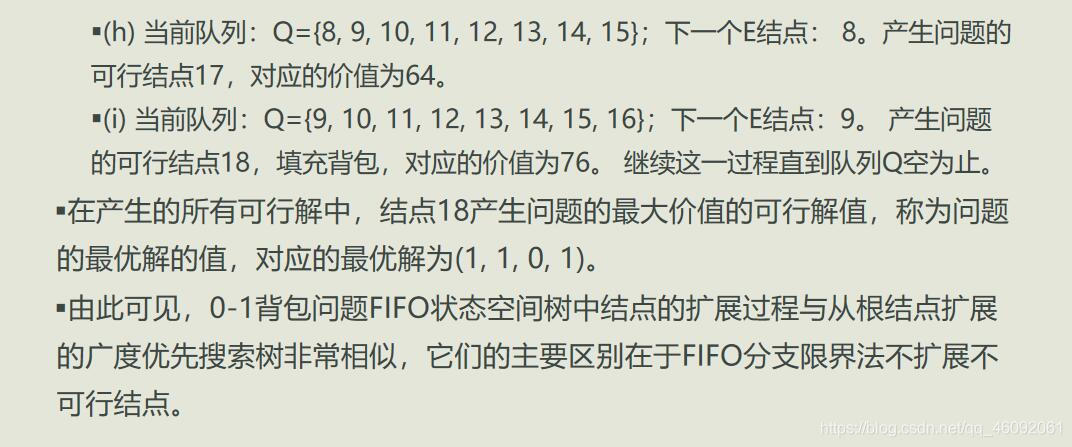 ▪(h) 当前队列：Q={8, 9, 10, 11, 12, 13, 14, 15}；下一个E结点： 8。产生问题的
可行结点17，对应的价值为64。
▪(i) 当前队列：Q={9, 10, 11, 12, 13, 14, 15, 16}；下一个E结点：9。 产生问题
的可行结点18，填充背包，对应的价值为76。 继续这一过程直到队列Q空为止。
▪在产生的所有可行解中，结点18产生问题的最大价值的可行解值，称为问题
的最优解的值，对应的最优解为(1, 1, 0, 1)。
▪由此可见，0-1背包问题FIFO状态空间树中结点的扩展过程与从根结点扩展
的广度优先搜索树非常相似，它们的主要区别在于FIFO分支限界法不扩展不
可行结点。
https://blog.csdn.net/qq_46092061